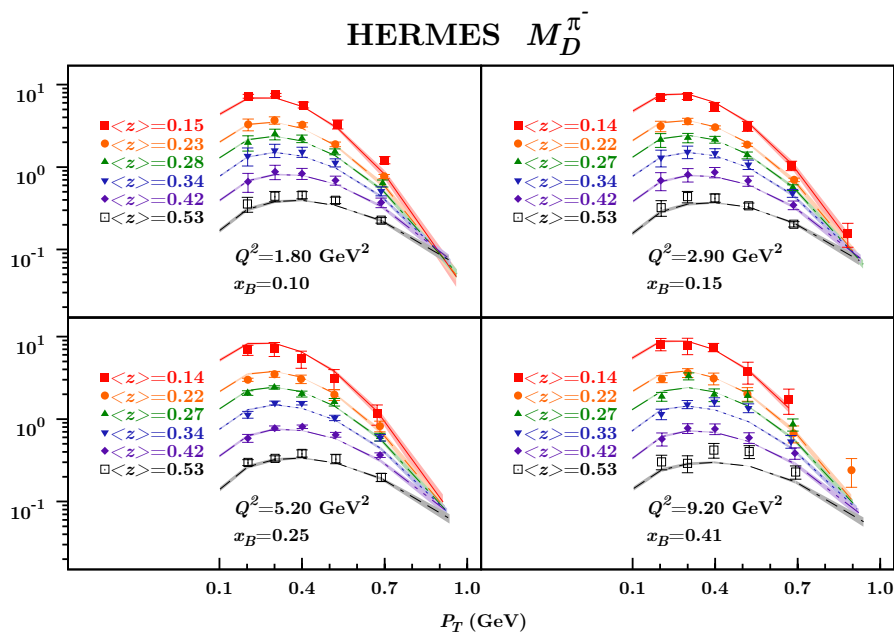 HERMES M_D^{π^-}
10^1
10^0
10^{-1}
<z>=0.15
<z>=0.23
<z>=0.28
<z>=0.34
<z>=0.42
<z>=0.53
Q^2=1.80 GeV^2
x_B=0.10
<z>=0.14
<z>=0.22
<z>=0.27
<z>=0.34
<z>=0.42
<z>=0.53
Q^2=2.90 GeV^2
x_B=0.15
10^1
10^0
10^{-1}
<z>=0.14
<z>=0.22
<z>=0.27
<z>=0.34
<z>=0.42
<z>=0.53
Q^2=5.20 GeV^2
x_B=0.25
<z>=0.14
<z>=0.22
<z>=0.27
<z>=0.33
<z>=0.42
<z>=0.53
Q^2=9.20 GeV^2
x_B=0.41
0.1 0.4 0.7 1.0 0.1 0.4 0.7 1.0
P_T (GeV)